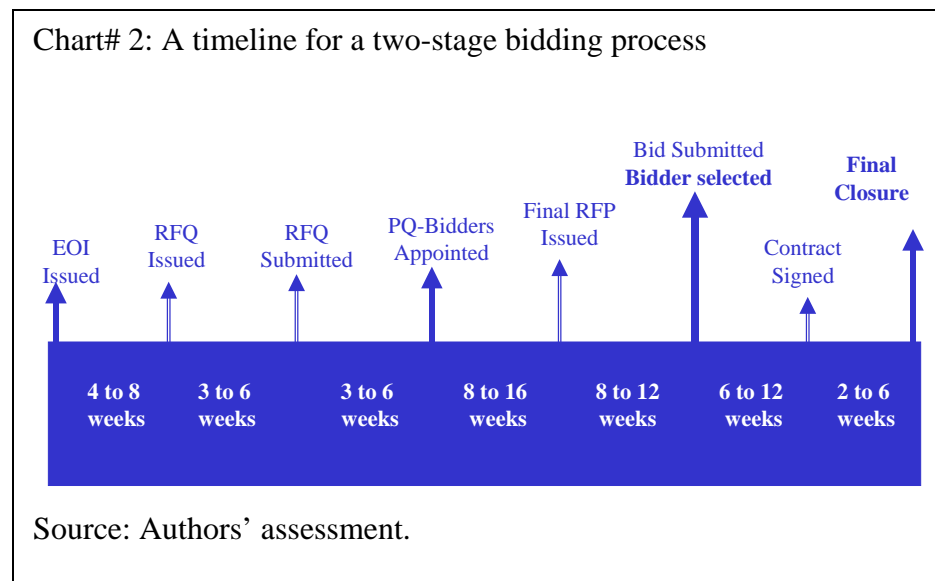 Chart# 2: A timeline for a two-stage bidding process
EOI
Issued
RFQ
Issued
RFQ
Submitted
PQ-Bidders
Appointed
Final RFP
Issued
Bid Submitted
Bidder selected
Contract
Signed
Final
Closure
4 to 8
weeks
3 to 6
weeks
3 to 6
weeks
8 to 16
weeks
8 to 12
weeks
6 to 12
weeks
2 to 6
weeks
Source: Authors’ assessment.